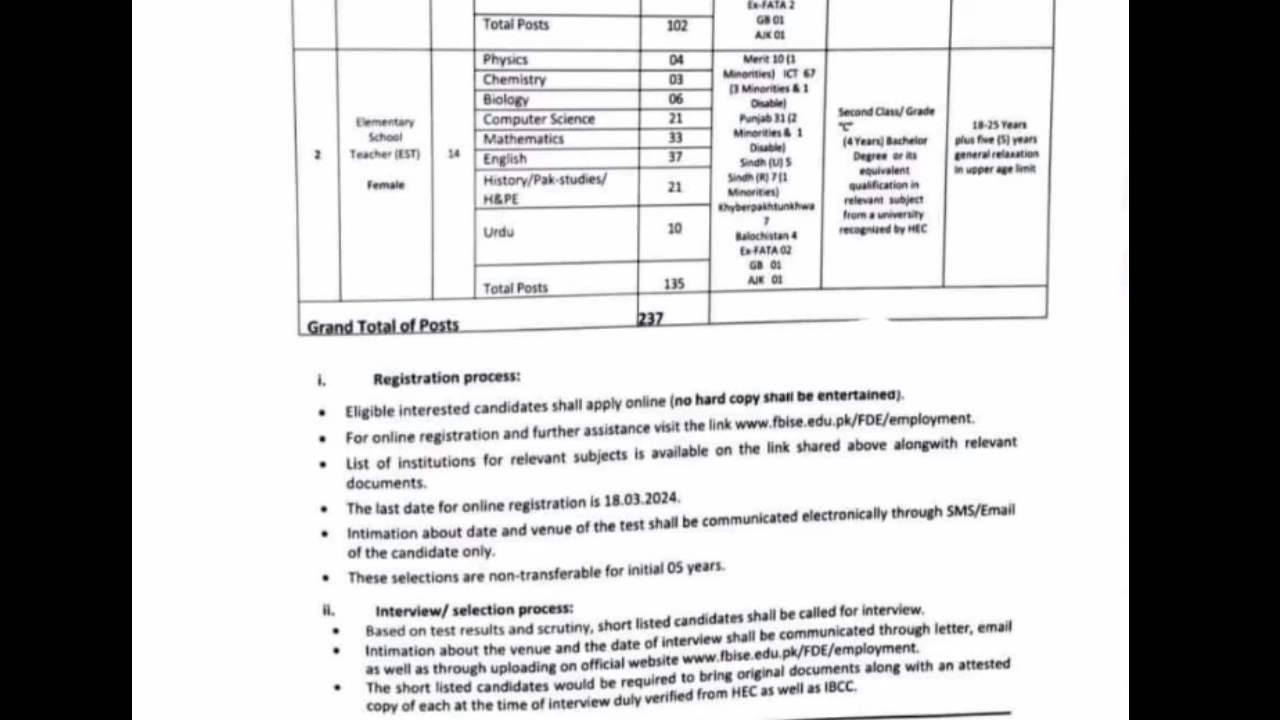 Ex-FATA 2
GB 01
AJK 01
Total Posts 102
2
Elementary
School
Teacher (EST)
Female
14
Physics 04
Chemistry 03
Biology 06
Computer Science 21
Mathematics 33
English 37
History/Pak-studies/
H&PE
21
Urdu 10
Total Posts 135
Merit 10 (1
Minorities) ICT 67
(3 Minorities & 1
Disable)
Punjab 31 (2
Minorities & 1
Disable)
Sindh (U) 5
Sindh (R) 7 (1
Minorities)
Khyberpakhtunkhwa
7
Balochistan 4
Ex-FATA 02
GB 01
AJK 01
Second Class/ Grade
"C"
(4 Years) Bachelor
Degree or its
equivalent
qualification in
relevant subject
from a university
recognized by HEC
18-25 Years
plus five (5) years
general relaxation
in upper age limit
Grand Total of Posts 237
i. Registration process:
• Eligible interested candidates shall apply online (no hard copy shall be entertained).
• For online registration and further assistance visit the link www.fbise.edu.pk/FDE/employment.
• List of institutions for relevant subjects is available on the link shared above alongwith relevant
documents.
• The last date for online registration is 18.03.2024.
• Intimation about date and venue of the test shall be communicated electronically through SMS/Email
of the candidate only.
• These selections are non-transferable for initial 05 years.
ii. Interview/ selection process:
• Based on test results and scrutiny, short listed candidates shall be called for interview.
• Intimation about the venue and the date of interview shall be communicated through letter, email
as well as through uploading on official website www.fbise.edu.pk/FDE/employment.
• The short listed candidates would be required to bring original documents along with an attested
copy of each at the time of interview duly verified from HEC as well as IBCC.